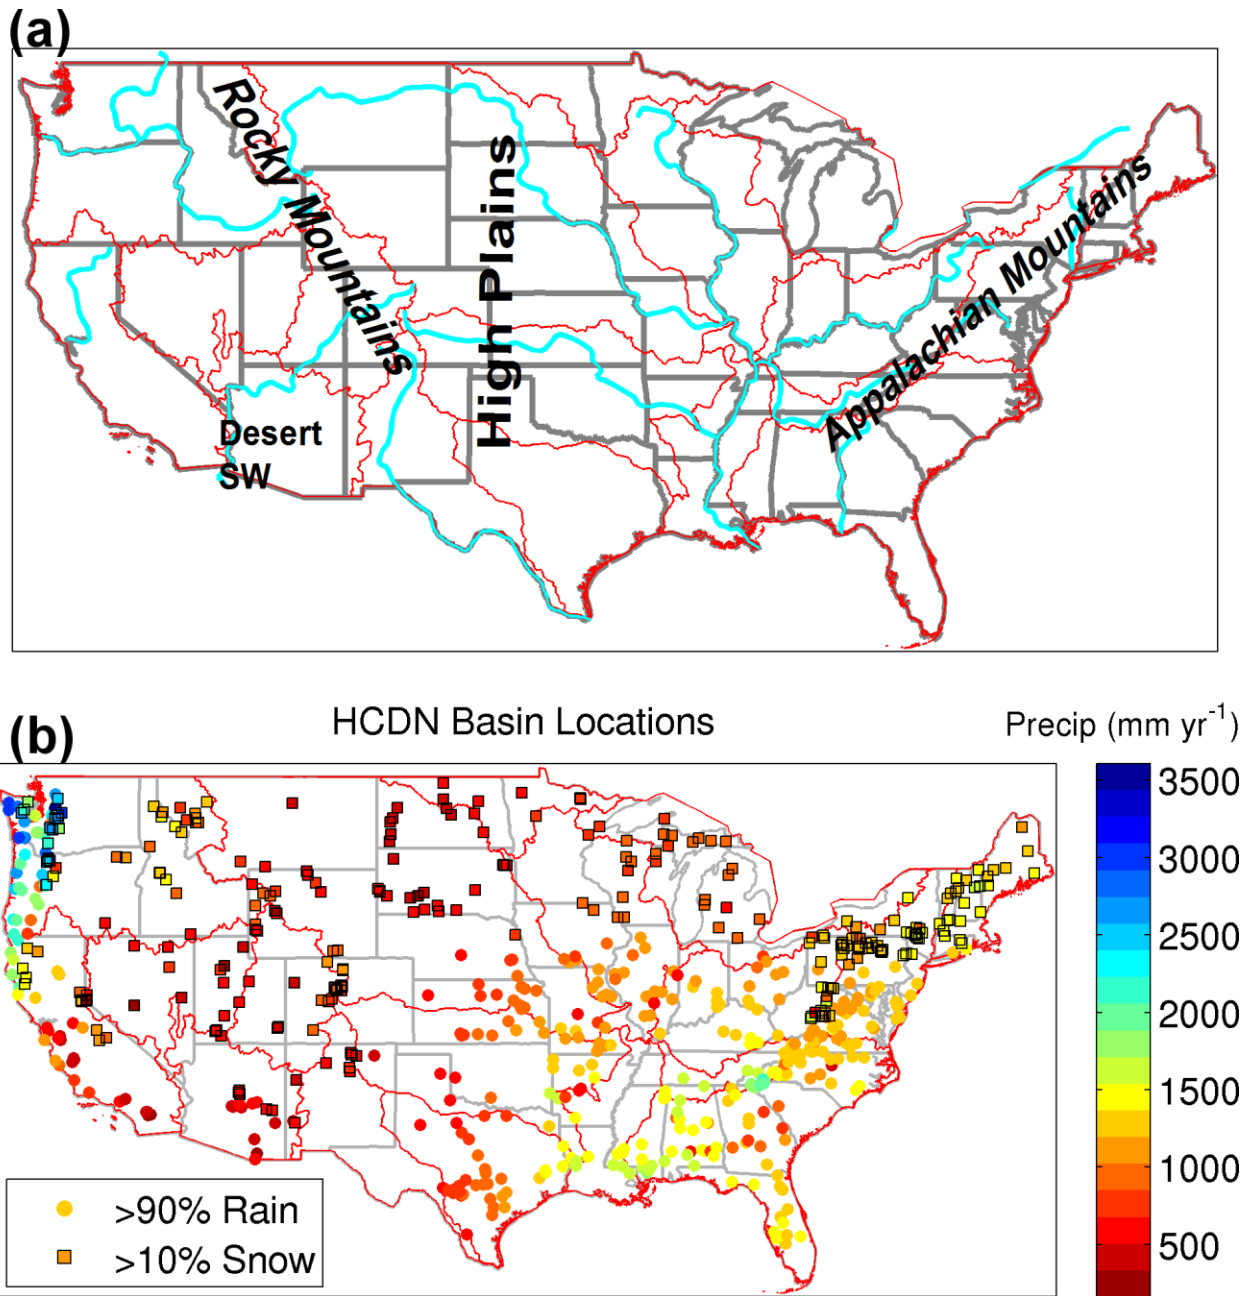 (a)
Rocky Mountains
High Plains
Appalachian Mountains
Desert
SW
(b)
HCDN Basin Locations
Precip (mm yr⁻¹)
3500
3000
2500
2000
1500
1000
500
>90% Rain
>10% Snow